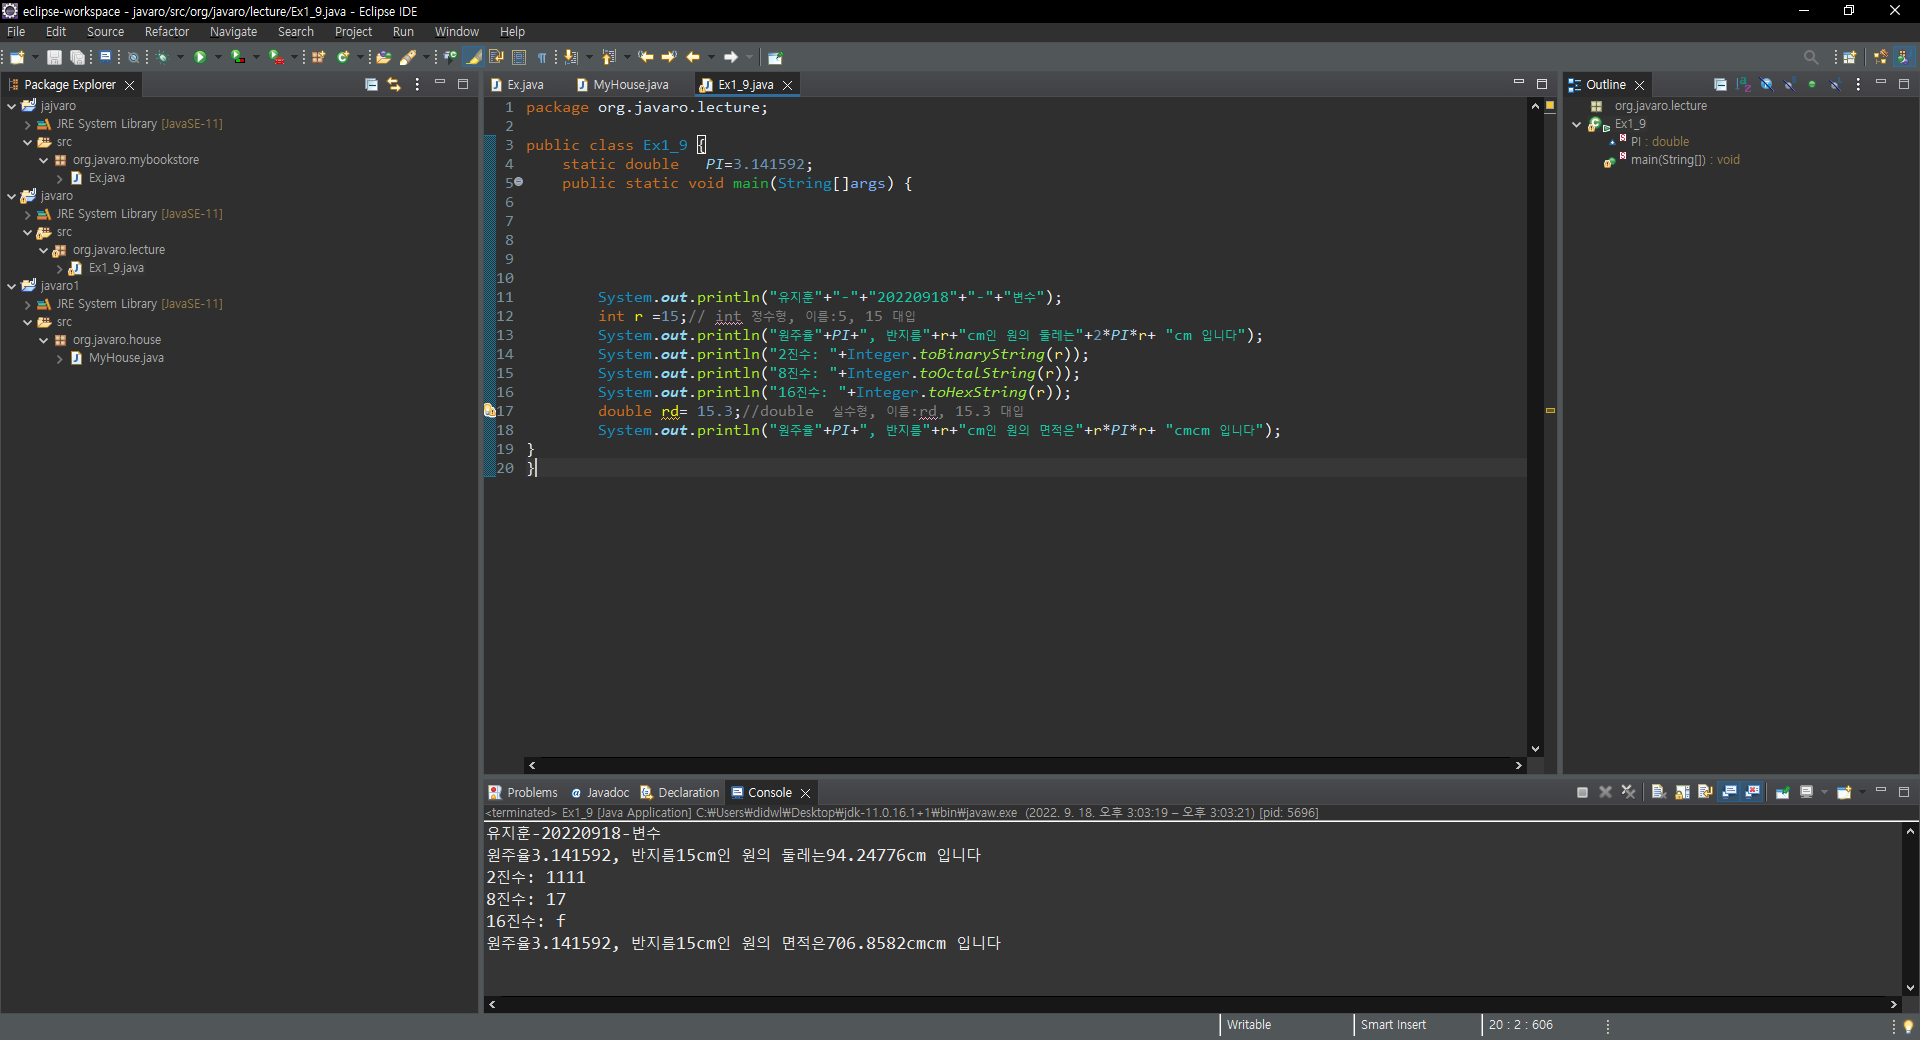 eclipse-workspace - javaro/src/org/javaro/lecture/Ex1_9.java - Eclipse IDE
File Edit Source Refactor Navigate Search Project Run Window Help
Package Explorer
jajvaro
JRE System Library [JavaSE-11]
src
org.javaro.mybookstore
Ex.java
javaro
JRE System Library [JavaSE-11]
src
org.javaro.lecture
Ex1_9.java
javaro1
JRE System Library [JavaSE-11]
src
org.javaro.house
MyHouse.java
Ex.java MyHouse.java Ex1_9.java
1 package org.javaro.lecture;
2
3 public class Ex1_9 {
4 static double PI=3.141592;
5 public static void main(String[]args) {
6
7
8
9
10
11 System.out.println("유지훈"+"-"+"20220918"+"-"+"변수");
12 int r =15;// int 정수형, 이름:5, 15 대입
13 System.out.println("원주율"+PI+", 반지름"+r+"cm인 원의 둘레는"+2*PI*r+ "cm 입니다");
14 System.out.println("2진수: "+Integer.toBinaryString(r));
15 System.out.println("8진수: "+Integer.toOctalString(r));
16 System.out.println("16진수: "+Integer.toHexString(r));
17 double rd= 15.3;//double 실수형, 이름:rd, 15.3 대입
18 System.out.println("원주율"+PI+", 반지름"+r+"cm인 원의 면적은"+r*PI*r+ "cmcm 입니다");
19 }
20 }
Outline
org.javaro.lecture
Ex1_9
PI : double
main(String[]) : void
Problems Javadoc Declaration Console
<terminated> Ex1_9 [Java Application] C:₩Users₩didwl₩Desktop₩jdk-11.0.16.1+1₩bin₩javaw.exe (2022. 9. 18. 오후 3:03:19 – 오후 3:03:21) [pid: 5696]
유지훈-20220918-변수
원주율3.141592, 반지름15cm인 원의 둘레는94.24776cm 입니다
2진수: 1111
8진수: 17
16진수: f
원주율3.141592, 반지름15cm인 원의 면적은706.8582cmcm 입니다
Writable Smart Insert 20 : 2 : 606